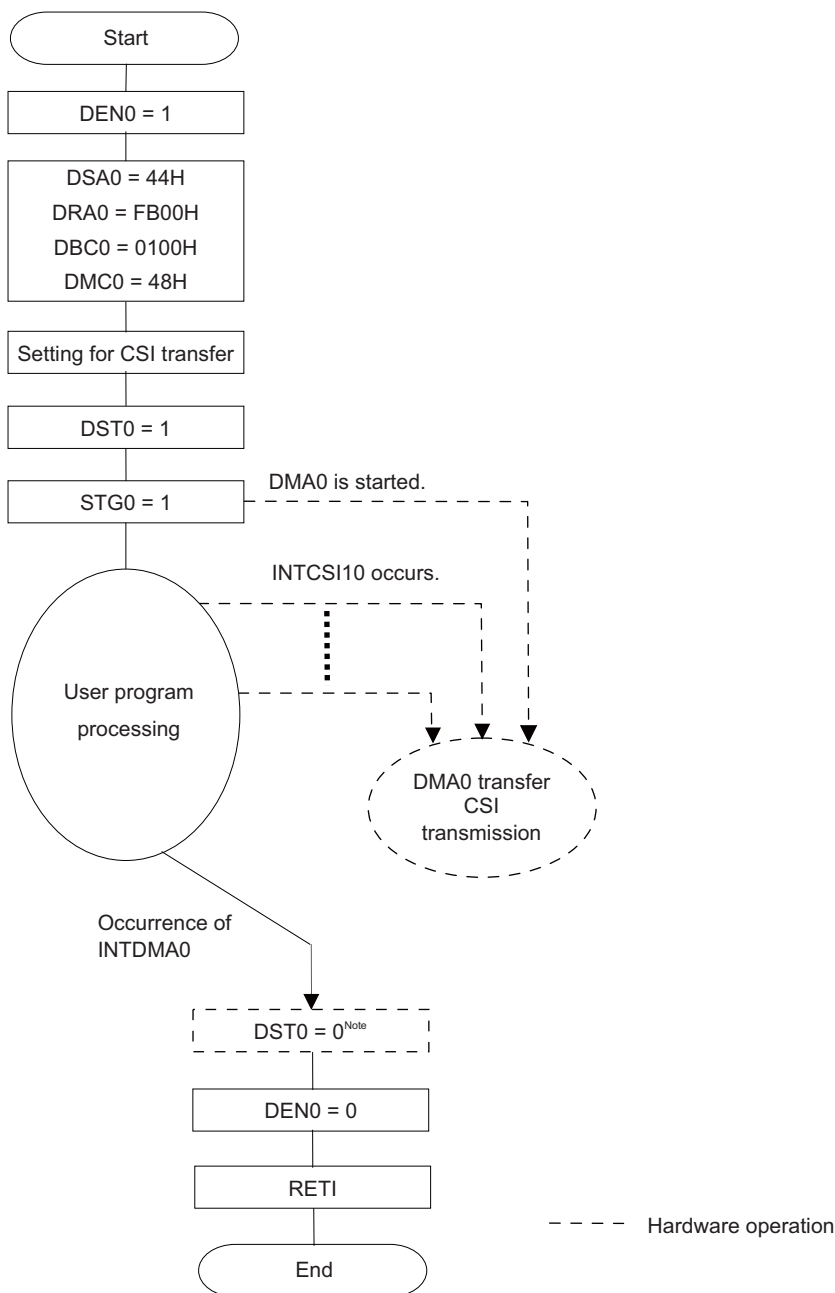 Start
DEN0 = 1
DSA0 = 44H
DRA0 = FB00H
DBC0 = 0100H
DMC0 = 48H
Setting for CSI transfer
DST0 = 1
STG0 = 1
DMA0 is started.
INTCSI10 occurs.
User program
processing
DMA0 transfer
CSI
transmission
Occurrence of
INTDMA0
DST0 = 0Note
DEN0 = 0
RETI
Hardware operation
End